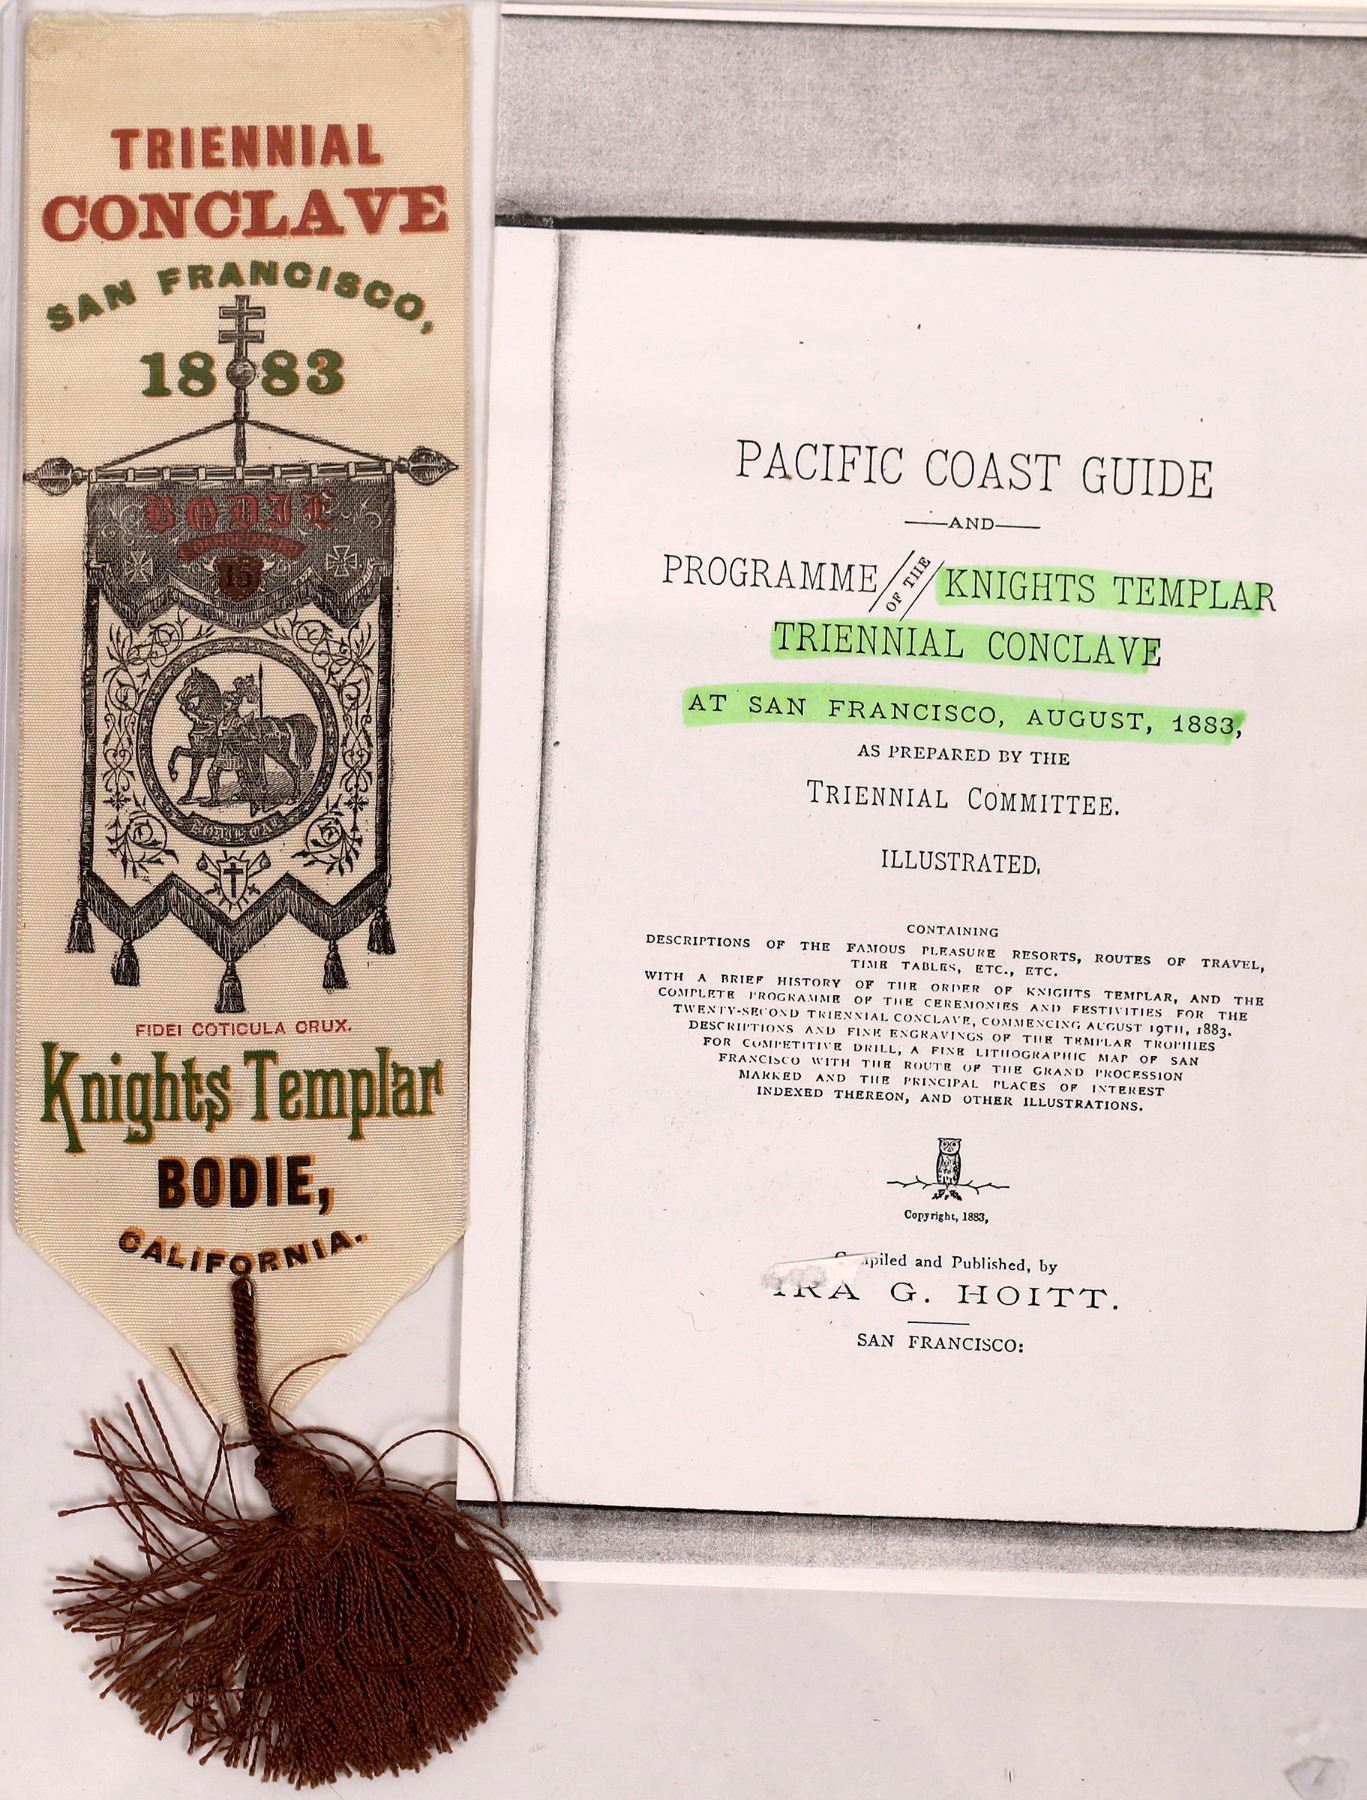 TRIENNIAL
CONCLAVE
SAN FRANCISCO,
1883
BODIE
15
BODIE CAL
FIDEI COTICULA CRUX.
Knights Templar
BODIE,
CALIFORNIA.
PACIFIC COAST GUIDE
AND
PROGRAMME OF THE KNIGHTS TEMPLAR
TRIENNIAL CONCLAVE
AT SAN FRANCISCO, AUGUST, 1883,
AS PREPARED BY THE
TRIENNIAL COMMITTEE.
ILLUSTRATED,
CONTAINING
DESCRIPTIONS OF THE FAMOUS PLEASURE RESORTS, ROUTES OF TRAVEL,
TIME TABLES, ETC., ETC.
WITH A BRIEF HISTORY OF THE ORDER OF KNIGHTS TEMPLAR, AND THE
COMPLETE PROGRAMME OF THE CEREMONIES AND FESTIVITIES FOR THE
TWENTY-SECOND TRIENNIAL CONCLAVE, COMMENCING AUGUST 19TH, 1883.
DESCRIPTIONS AND FINE ENGRAVINGS OF THE TEMPLAR TROPHIES
FOR COMPETITIVE DRILL, A FINE LITHOGRAPHIC MAP OF SAN
FRANCISCO WITH THE ROUTE OF THE GRAND PROCESSION
MARKED AND THE PRINCIPAL PLACES OF INTEREST
INDEXED THEREON, AND OTHER ILLUSTRATIONS.
Copyright, 1883,
Compiled and Published, by
IRA G. HOITT.
SAN FRANCISCO: